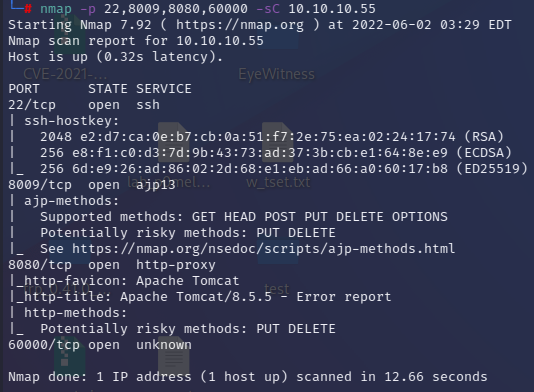 └─# nmap -p 22,8009,8080,60000 -sC 10.10.10.55
Starting Nmap 7.92 ( https://nmap.org ) at 2022-06-02 03:29 EDT
Nmap scan report for 10.10.10.55
Host is up (0.32s latency).
CVE-2021-... EyeWitness
PORT      STATE SERVICE
22/tcp    open  ssh
| ssh-hostkey:
|   2048 e2:d7:ca:0e:b7:cb:0a:51:f7:2e:75:ea:02:24:17:74 (RSA)
|   256 e8:f1:c0:d3:7d:9b:43:73:ad:37:3b:cb:e1:64:8e:e9 (ECDSA)
|_  256 6d:e9:26:ad:86:02:2d:68:e1:eb:ad:66:a0:60:17:b8 (ED25519)
8009/tcp  open  ajp13
w_tset.txt
| ajp-methods:
|   Supported methods: GET HEAD POST PUT DELETE OPTIONS
|   Potentially risky methods: PUT DELETE
|_  See https://nmap.org/nsedoc/scripts/ajp-methods.html
8080/tcp  open  http-proxy
|_http-favicon: Apache Tomcat
test
|_http-title: Apache Tomcat/8.5.5 - Error report
| http-methods:
|_  Potentially risky methods: PUT DELETE
60000/tcp open  unknown
Nmap done: 1 IP address (1 host up) scanned in 12.66 seconds